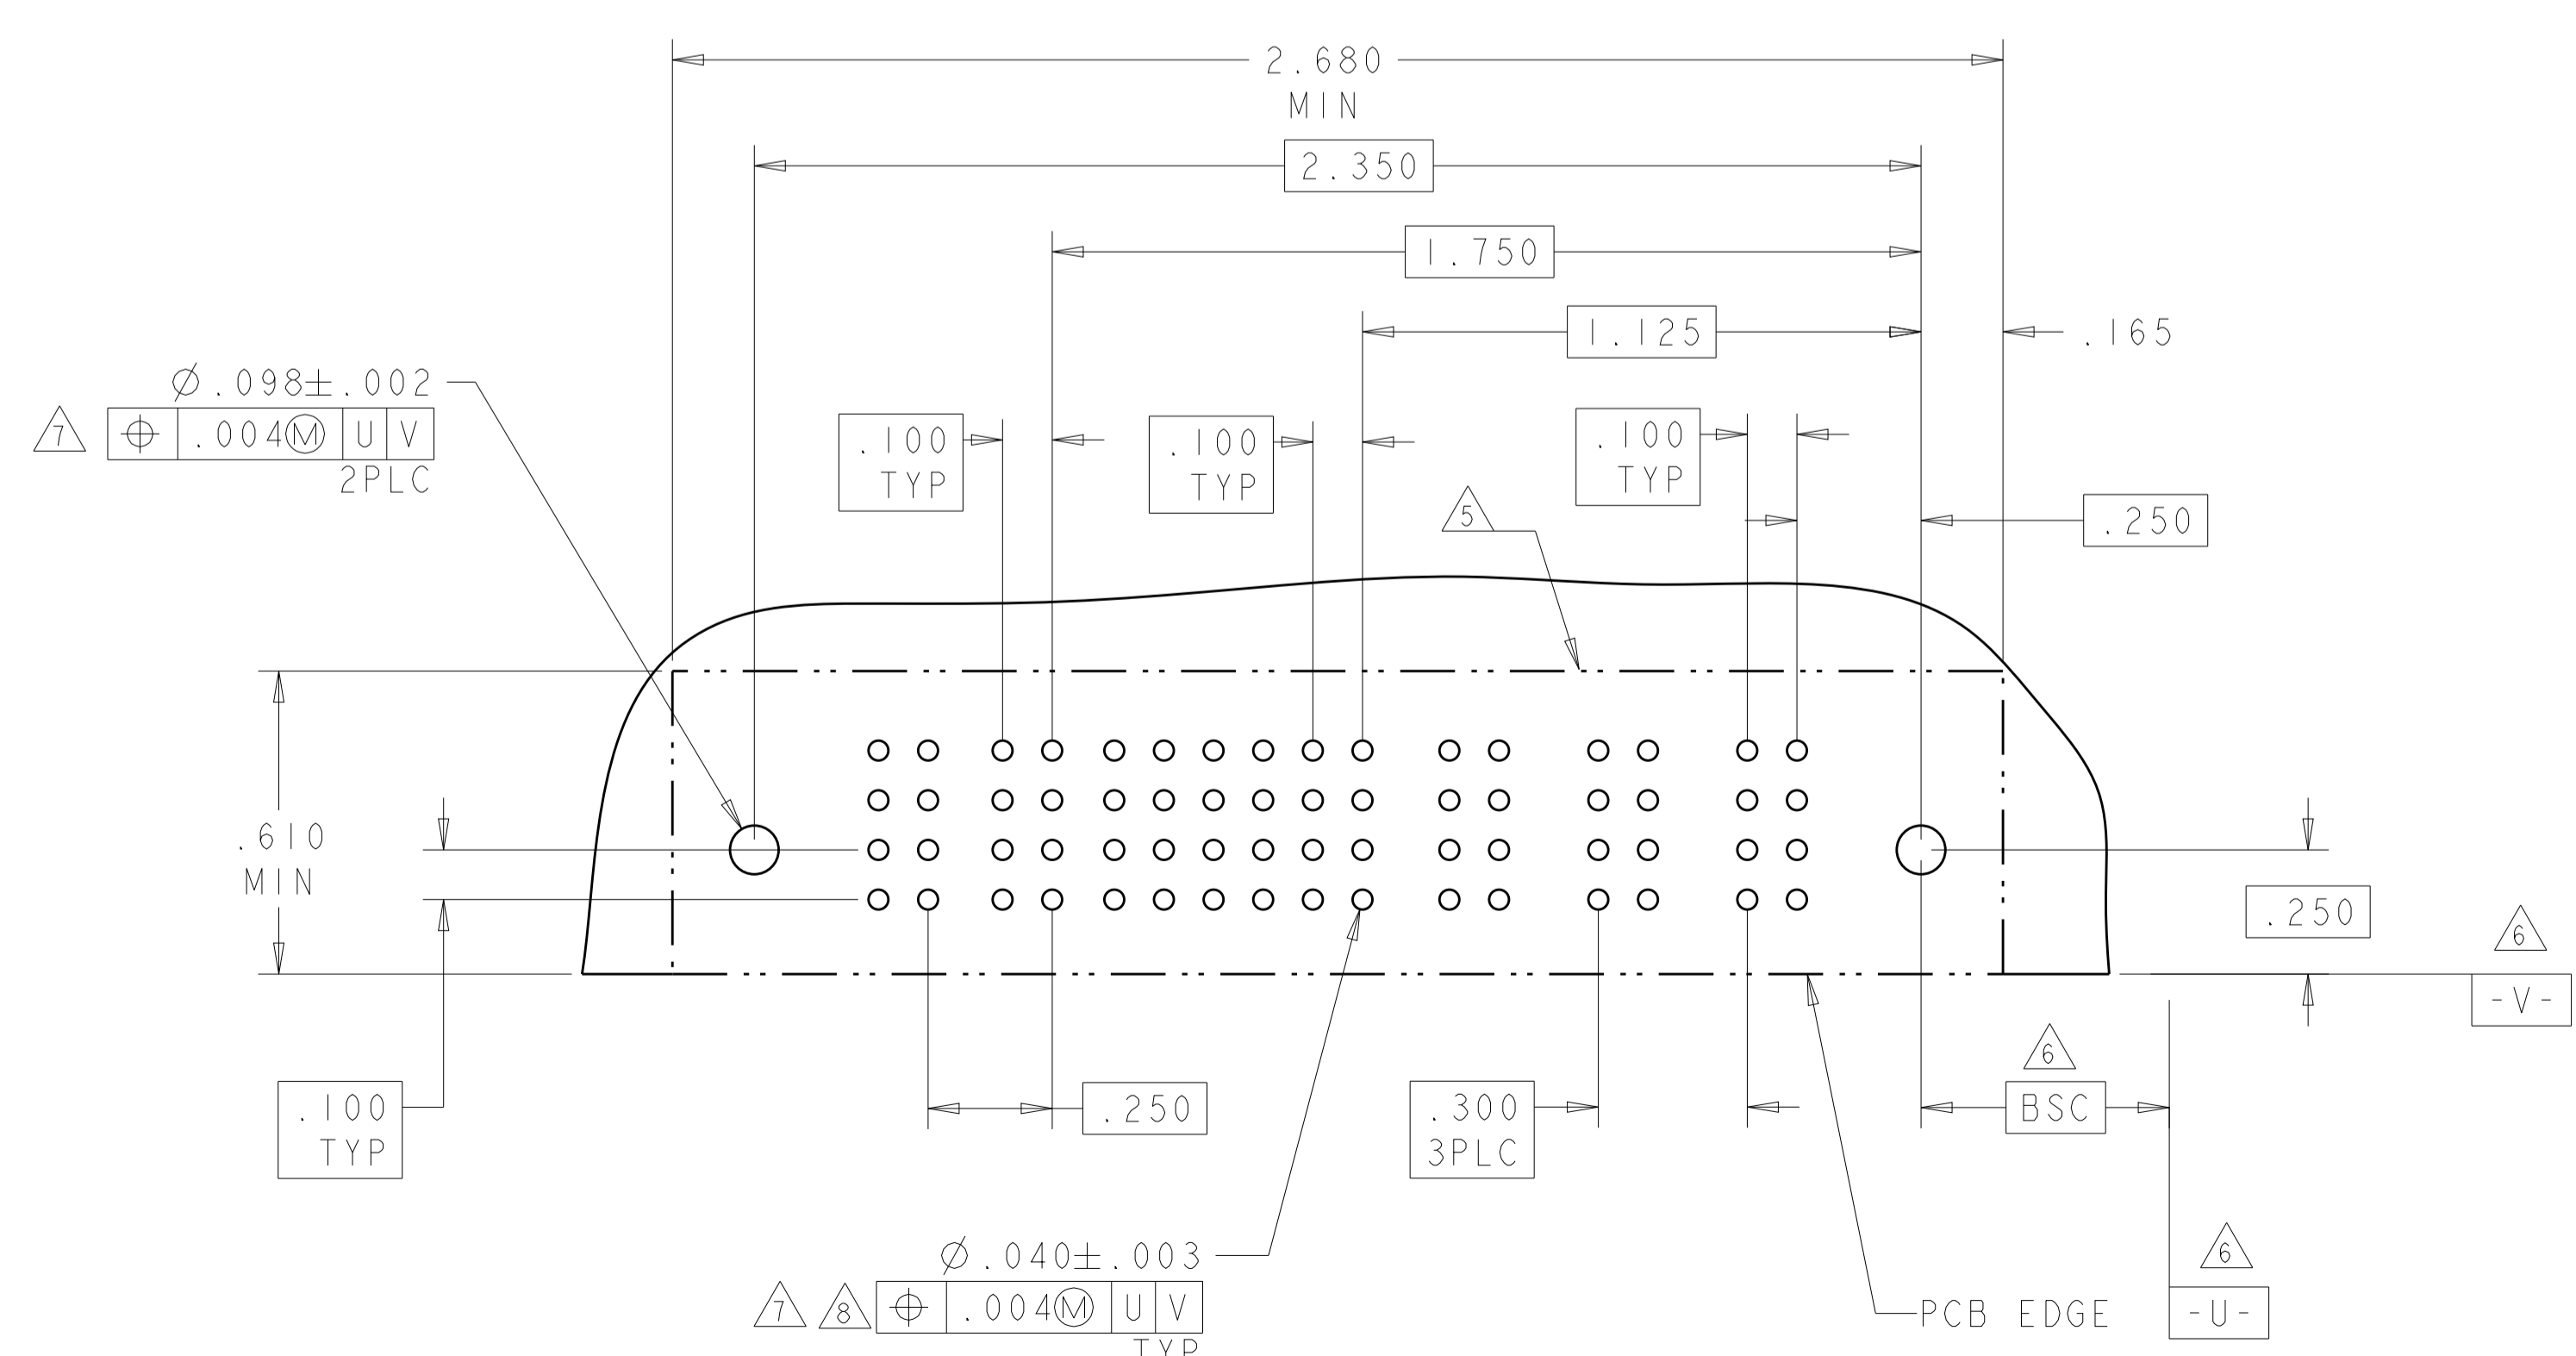 2.680
MIN
2.350
1.750
1.125
.165
Ø.098±.002
7
⌖ .004Ⓜ U V
2PLC
.100
TYP
.100
TYP
.100
TYP
5
.250
.610
MIN
.250
6
-V-
6
BSC
.100
TYP
.250
.300
3PLC
Ø.040±.003
7 8 ⌖ .004Ⓜ U V
TYP
PCB EDGE
6
-U-